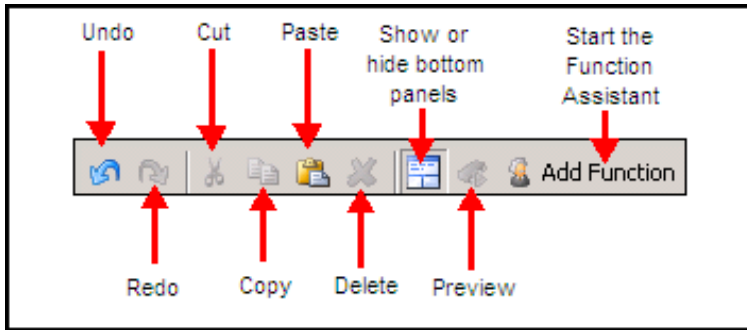 Undo
Cut
Paste
Show or
hide bottom
panels
Start the
Function
Assistant
Add Function
Redo
Copy
Delete
Preview